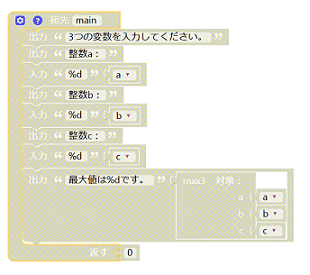 宛先 main
出力 “ 3つの変数を入力してください。 ”
出力 “ 整数a： ”
入力 “ %d ” a
出力 “ 整数b： ”
入力 “ %d ” b
出力 “ 整数c： ”
入力 “ %d ” c
出力 “ 最大値は%dです。 ” max3 対象：
a a
b b
c c
返す 0